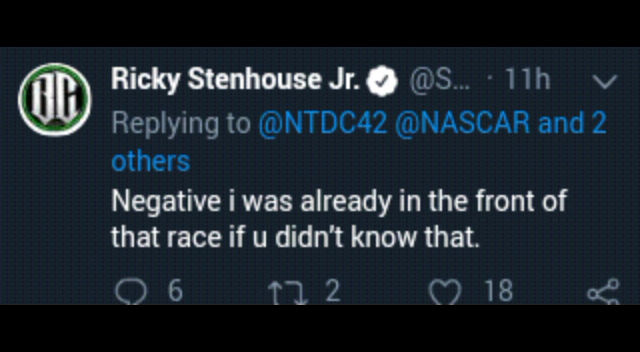 Ricky Stenhouse Jr. @S... · 11h
Replying to @NTDC42 @NASCAR and 2
others
Negative i was already in the front of
that race if u didn't know that.
6 2 18